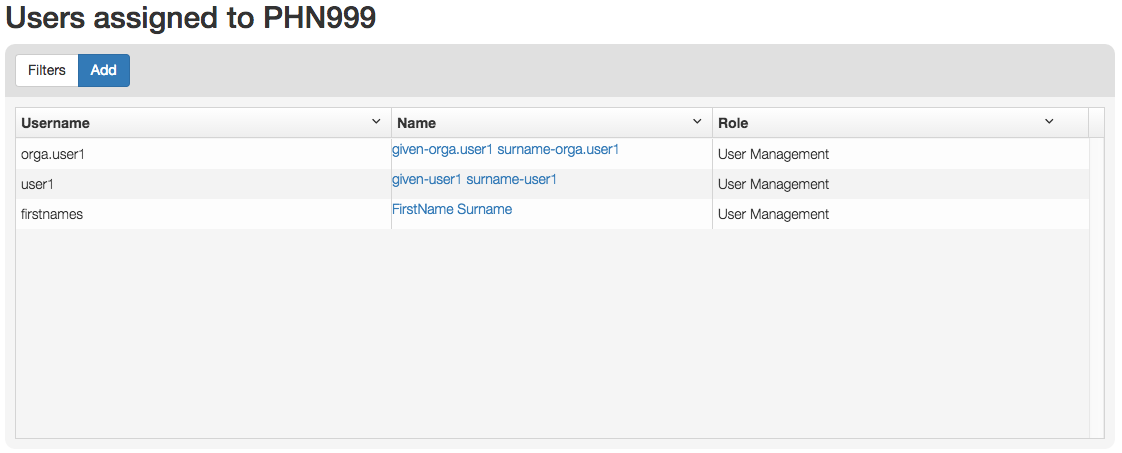 Users assigned to PHN999
Filters Add
Username Name Role
orga.user1 given-orga.user1 surname-orga.user1 User Management
user1 given-user1 surname-user1 User Management
firstnames FirstName Surname User Management